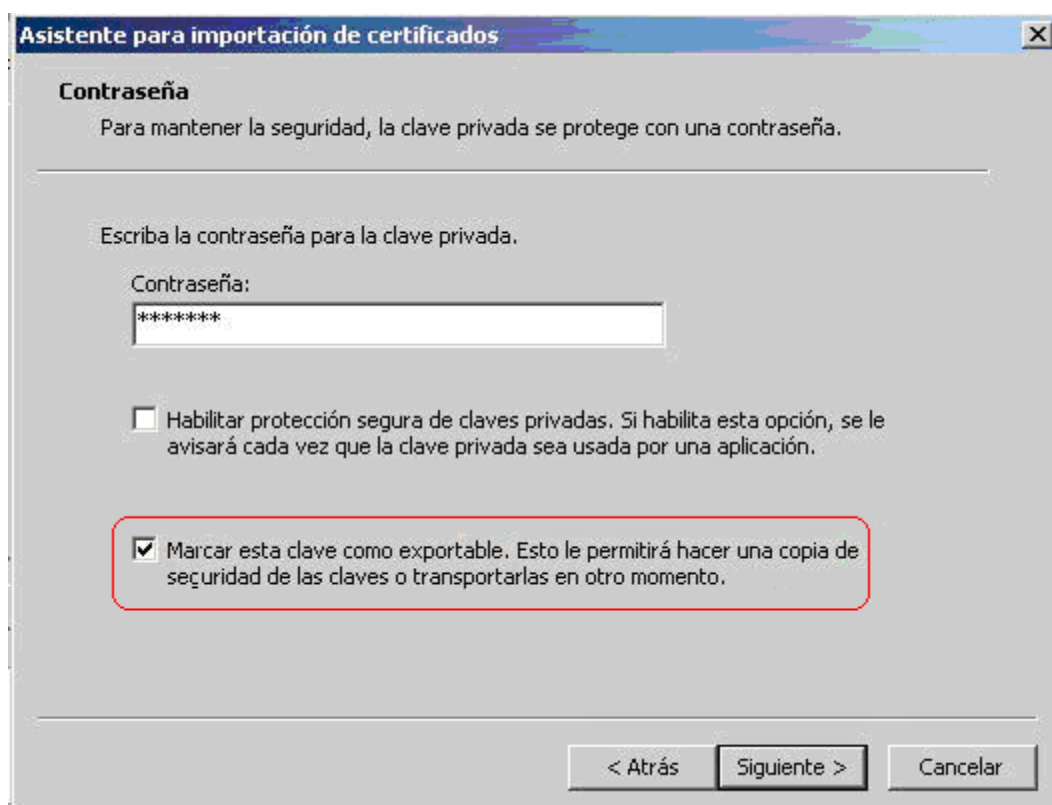 Asistente para importación de certificados
Contraseña
Para mantener la seguridad, la clave privada se protege con una contraseña.
Escriba la contraseña para la clave privada.
Contraseña:
*******
Habilitar protección segura de claves privadas. Si habilita esta opción, se le
avisará cada vez que la clave privada sea usada por una aplicación.
Marcar esta clave como exportable. Esto le permitirá hacer una copia de
seguridad de las claves o transportarlas en otro momento.
< Atrás
Siguiente >
Cancelar